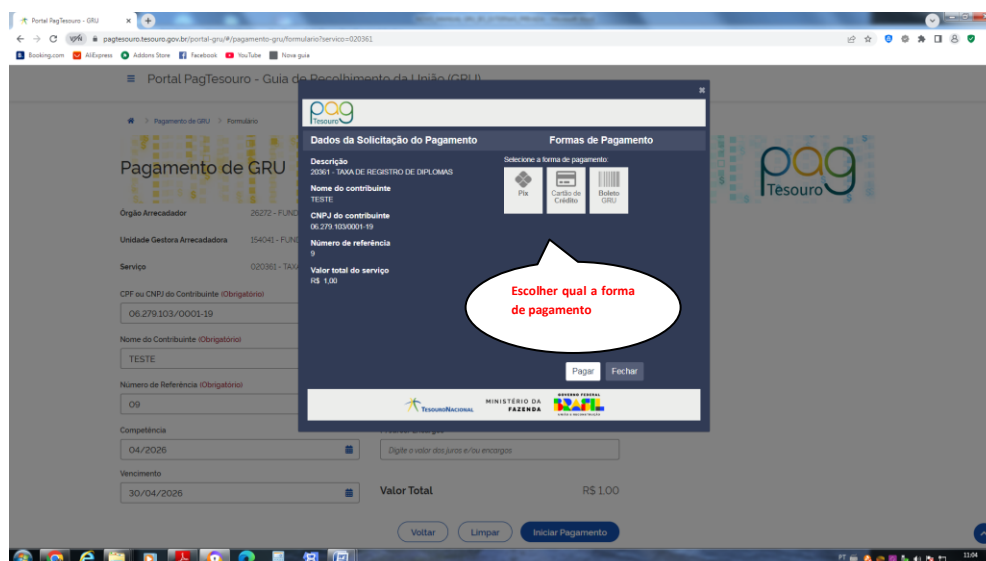 Portal PagTesouro - GRU
VPN
pagtesouro.tesouro.gov.br/portal-gru/#/pagamento-gru/formulario?servico=020361
Booking.com AliExpress Addons Store Facebook YouTube Nova guia
Portal PagTesouro - Guia de Recolhimento da União (GRU)
Pagamento de GRU > Formulário
Pagamento de GRU
pag
Tesouro
Órgão Arrecadador 26272 - FUND
Unidade Gestora Arrecadadora 154041 - FUN
Serviço 020361 - TAXA
CPF ou CNPJ do Contribuinte (Obrigatório)
06.279.103/0001-19
Nome do Contribuinte (Obrigatório)
TESTE
Número de Referência (Obrigatório)
09
Competência
04/2026
Digite o valor dos juros e/ou encargos
Vencimento
30/04/2026
Valor Total R$ 1,00
Voltar Limpar Iniciar Pagamento
pag
Tesouro
Dados da Solicitação do Pagamento Formas de Pagamento
Descrição
20361 - TAXA DE REGISTRO DE DIPLOMAS
Nome do contribuinte
TESTE
CNPJ do contribuinte
06.279.103/0001-19
Número de referência
9
Valor total do serviço
R$ 1,00
Selecione a forma de pagamento:
Pix
Cartão de Crédito
Boleto GRU
Escolher qual a forma
de pagamento
Pagar Fechar
TESOURONACIONAL
MINISTÉRIO DA
FAZENDA
GOVERNO FEDERAL
BRASIL
UNIÃO E RECONSTRUÇÃO
PT 11:04